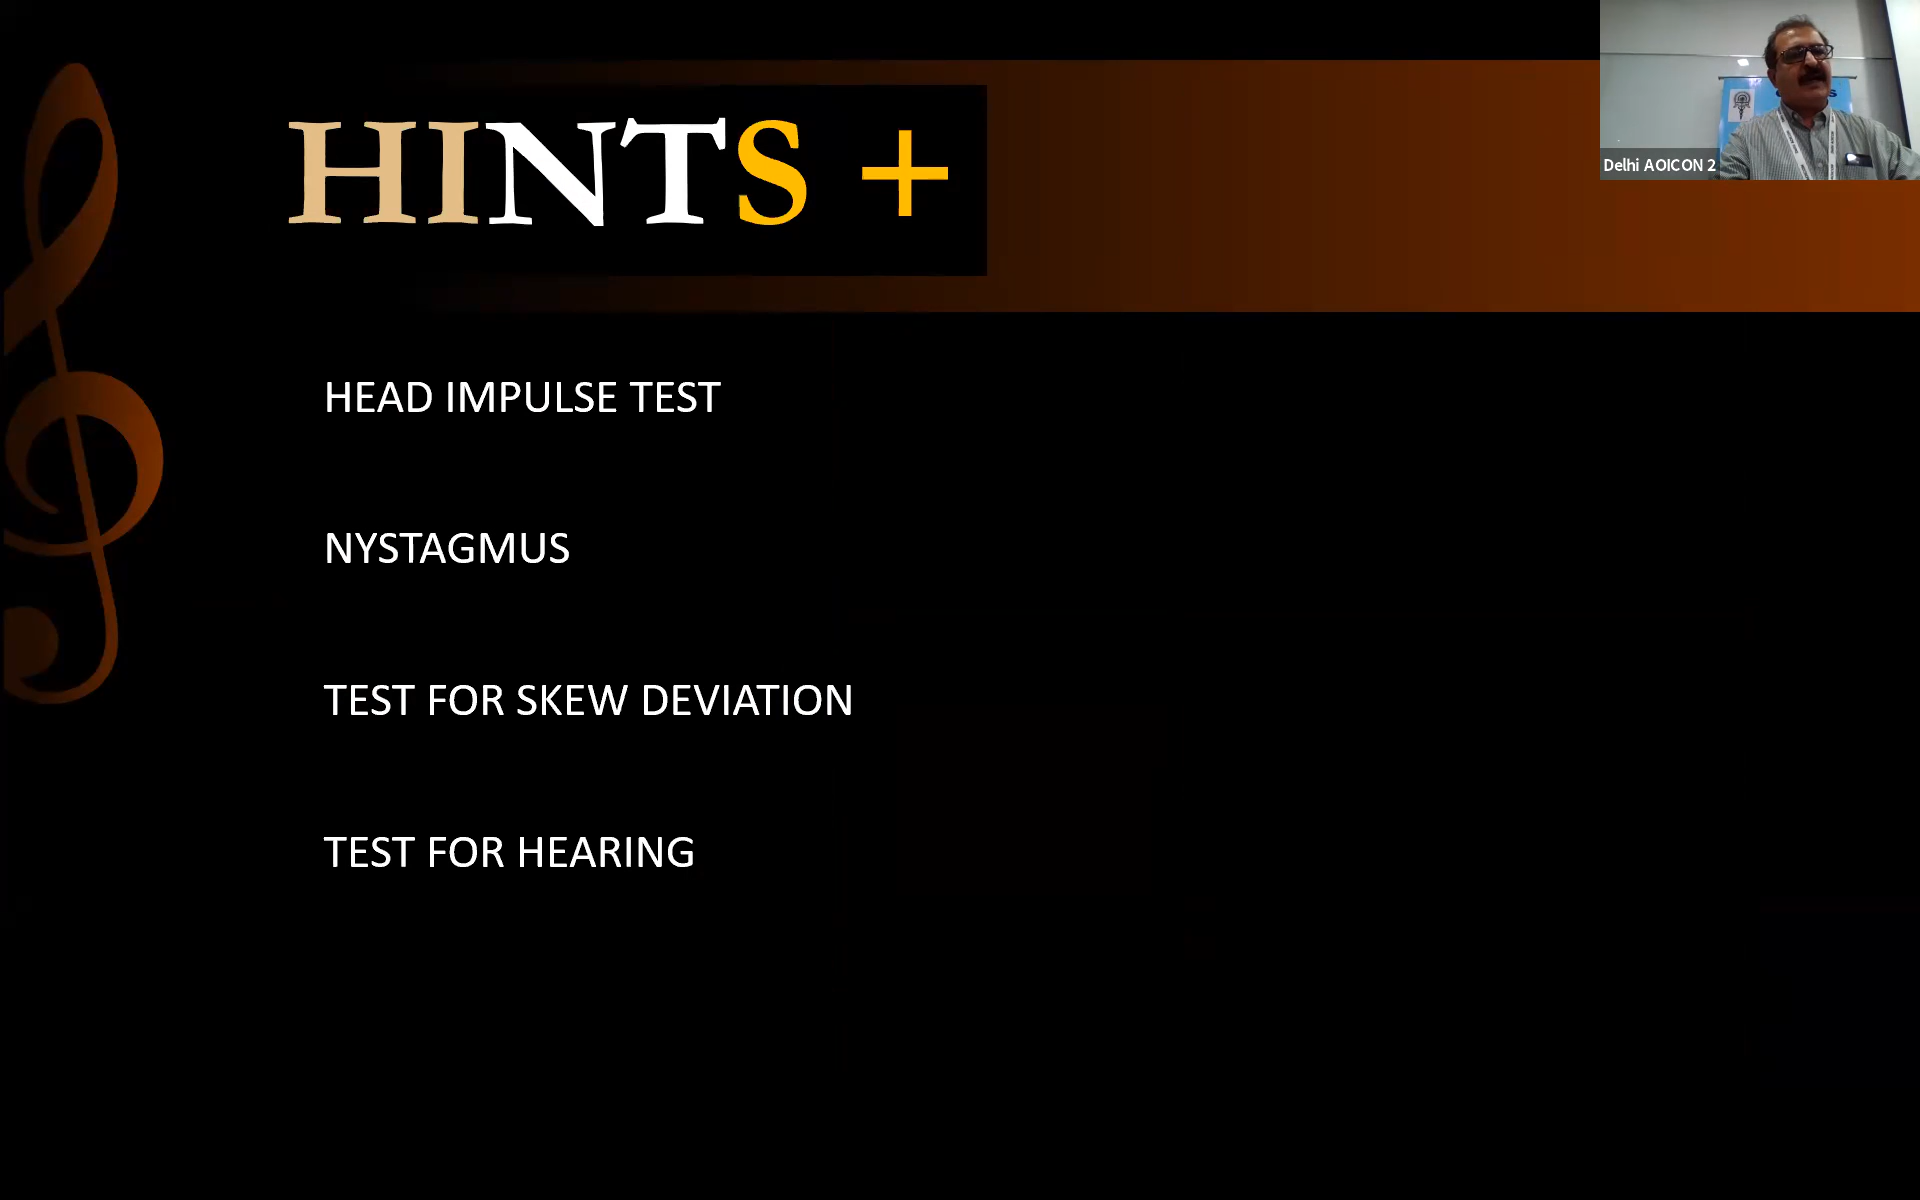 HINTS +
Delhi AOICON 2
HEAD IMPULSE TEST
NYSTAGMUS
TEST FOR SKEW DEVIATION
TEST FOR HEARING